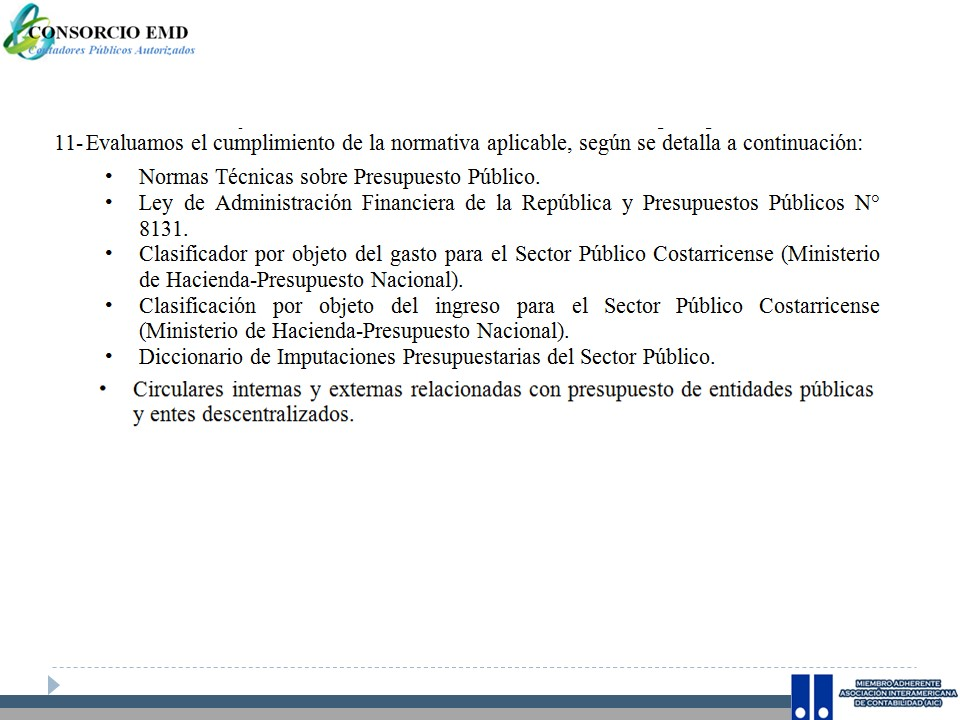 CONSORCIO EMD
Contadores Públicos Autorizados
11-Evaluamos el cumplimiento de la normativa aplicable, según se detalla a continuación:
• Normas Técnicas sobre Presupuesto Público.
• Ley de Administración Financiera de la República y Presupuestos Públicos N°
8131.
• Clasificador por objeto del gasto para el Sector Público Costarricense (Ministerio
de Hacienda-Presupuesto Nacional).
• Clasificación por objeto del ingreso para el Sector Público Costarricense
(Ministerio de Hacienda-Presupuesto Nacional).
• Diccionario de Imputaciones Presupuestarias del Sector Público.
• Circulares internas y externas relacionadas con presupuesto de entidades públicas
y entes descentralizados.
MIEMBRO ADHERENTE
ASOCIACIÓN INTERAMERICANA
DE CONTABILIDAD (AIC)